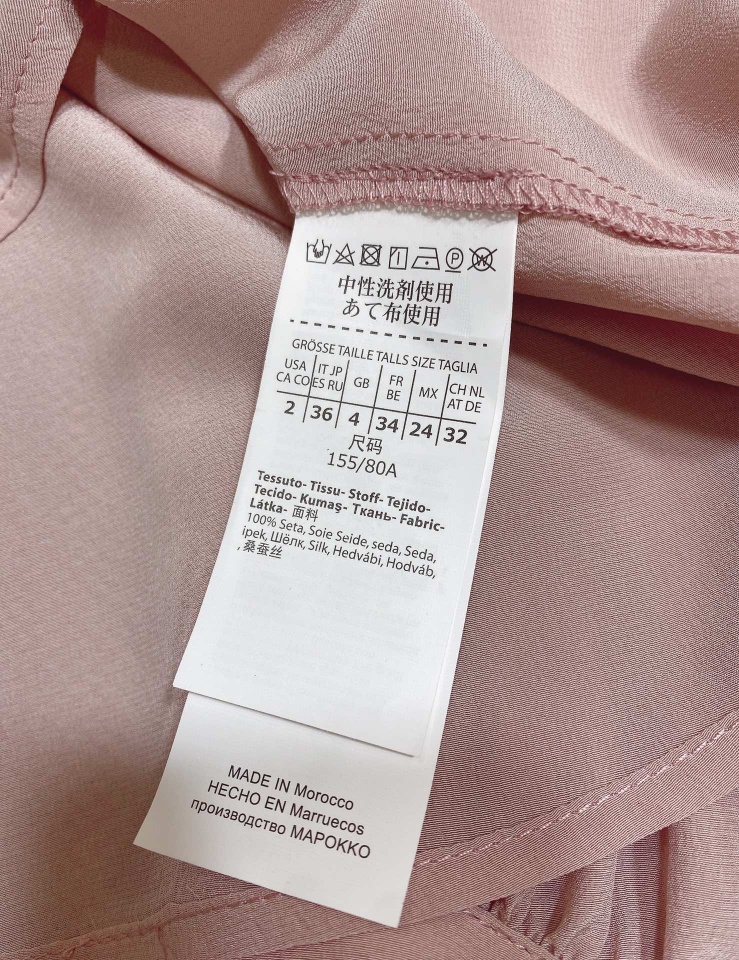 中性洗剤使用
あて布使用
GRÖSSE TAILLE TALLS SIZE TAGLIA
USA CA CO | IT JP ES RU | GB | FR BE | MX | CH NL AT DE
2 | 36 | 4 | 34 | 24 | 32
尺码
155/80A
Tessuto- Tissu- Stoff- Tejido-
Tecido- Kumaş- Ткань- Fabric-
Látka- 面料
100% Seta, Soie Seide, seda, Seda,
ipek, Шёлк, Silk, Hedvábi, Hodváb,
, 桑蚕丝
MADE IN Morocco
HECHO EN Marruecos
производство МАРОККО